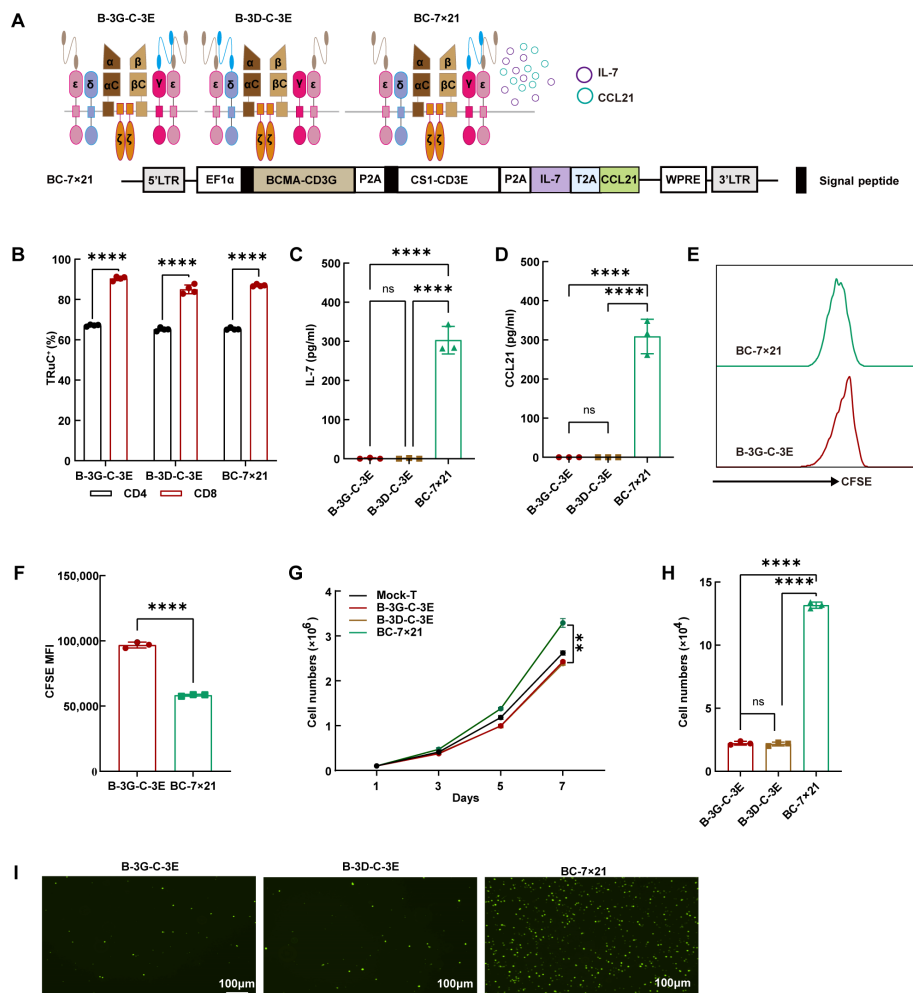 A
B-3G-C-3E
B-3D-C-3E
BC-7×21
ε δ α αC β βC γ ε ζ ζ
ε δ α αC β βC γ ε ζ ζ
ε δ α αC β βC γ ε ζ ζ
IL-7
CCL21
BC-7×21
5'LTR EF1α BCMA-CD3G P2A CS1-CD3E P2A IL-7 T2A CCL21 WPRE 3'LTR
Signal peptide
B
TRuC⁺ (%)
100
80
60
40
20
0
**** **** ****
B-3G-C-3E B-3D-C-3E BC-7×21
CD4 CD8
C
IL-7 (pg/ml)
500
400
300
200
100
0
****
ns ****
B-3G-C-3E B-3D-C-3E BC-7×21
D
CCL21 (pg/ml)
500
400
300
200
100
0
****
****
ns
B-3G-C-3E B-3D-C-3E BC-7×21
E
BC-7×21
B-3G-C-3E
CFSE
F
CFSE MFI
150,000
100,000
50,000
0
****
B-3G-C-3E BC-7×21
G
Cell numbers (×10⁶)
4
3
2
1
0
Mock-T
B-3G-C-3E
B-3D-C-3E
BC-7×21
**
1 3 5 7
Days
H
Cell numbers (×10⁴)
15
10
5
0
****
****
ns
B-3G-C-3E B-3D-C-3E BC-7×21
I
B-3G-C-3E
B-3D-C-3E
BC-7×21
100μm
100μm
100μm